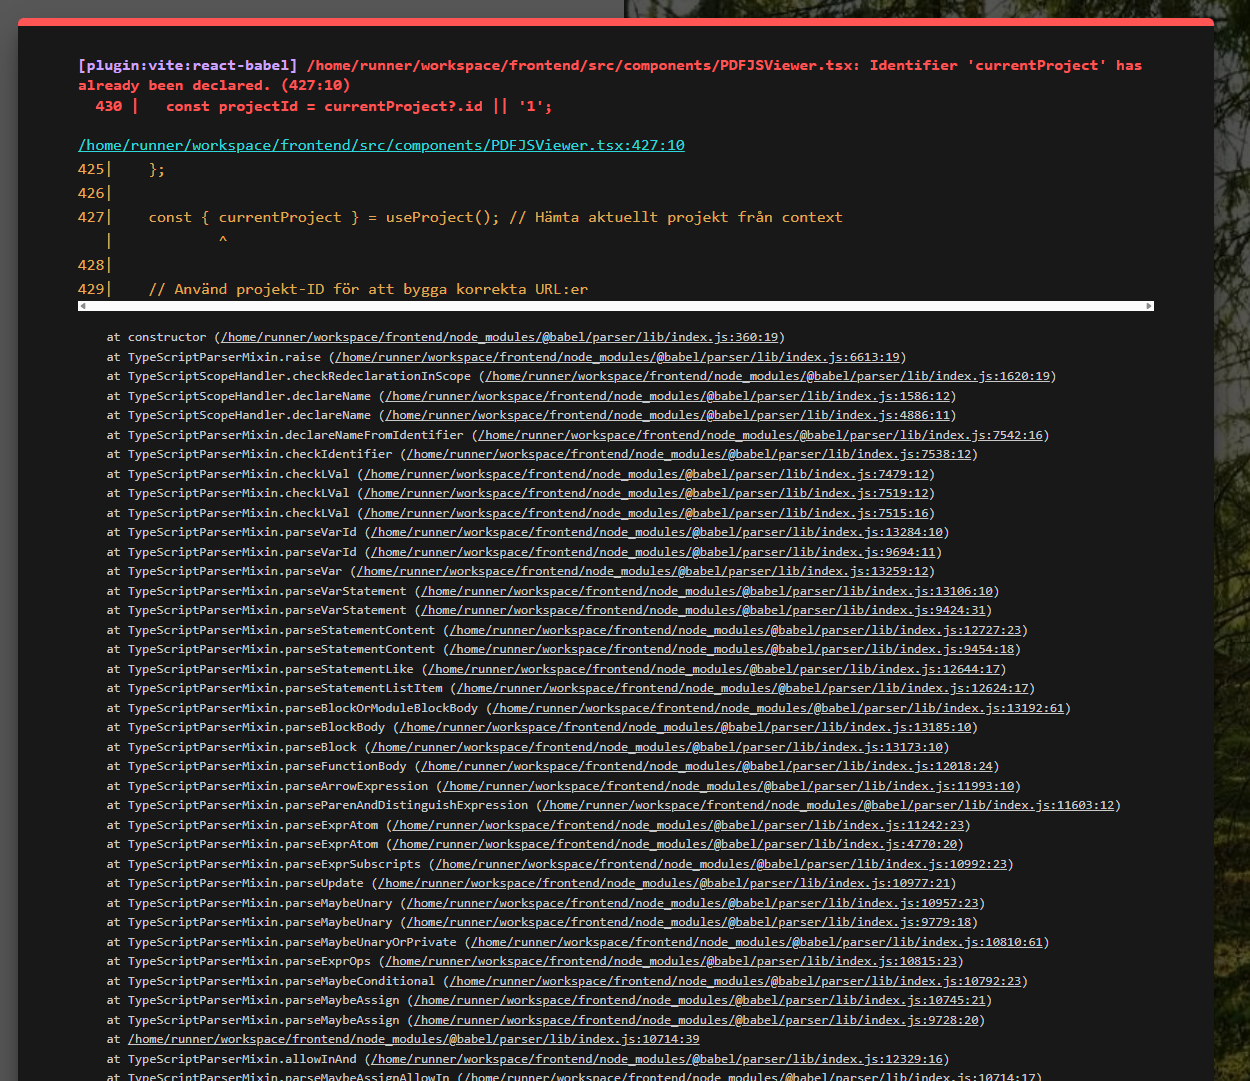 [plugin:vite:react-babel] /home/runner/workspace/frontend/src/components/PDFJSViewer.tsx: Identifier 'currentProject' has
already been declared. (427:10)
430 |   const projectId = currentProject?.id || '1';
/home/runner/workspace/frontend/src/components/PDFJSViewer.tsx:427:10
425|    };
426|
427|    const { currentProject } = useProject(); // Hämta aktuellt projekt från context
   |            ^
428|
429|    // Använd projekt-ID för att bygga korrekta URL:er
at constructor (/home/runner/workspace/frontend/node_modules/@babel/parser/lib/index.js:360:19)
at TypeScriptParserMixin.raise (/home/runner/workspace/frontend/node_modules/@babel/parser/lib/index.js:6613:19)
at TypeScriptScopeHandler.checkRedeclarationInScope (/home/runner/workspace/frontend/node_modules/@babel/parser/lib/index.js:1620:19)
at TypeScriptScopeHandler.declareName (/home/runner/workspace/frontend/node_modules/@babel/parser/lib/index.js:1586:12)
at TypeScriptScopeHandler.declareName (/home/runner/workspace/frontend/node_modules/@babel/parser/lib/index.js:4886:11)
at TypeScriptParserMixin.declareNameFromIdentifier (/home/runner/workspace/frontend/node_modules/@babel/parser/lib/index.js:7542:16)
at TypeScriptParserMixin.checkIdentifier (/home/runner/workspace/frontend/node_modules/@babel/parser/lib/index.js:7538:12)
at TypeScriptParserMixin.checkLVal (/home/runner/workspace/frontend/node_modules/@babel/parser/lib/index.js:7479:12)
at TypeScriptParserMixin.checkLVal (/home/runner/workspace/frontend/node_modules/@babel/parser/lib/index.js:7519:12)
at TypeScriptParserMixin.checkLVal (/home/runner/workspace/frontend/node_modules/@babel/parser/lib/index.js:7515:16)
at TypeScriptParserMixin.parseVarId (/home/runner/workspace/frontend/node_modules/@babel/parser/lib/index.js:13284:10)
at TypeScriptParserMixin.parseVarId (/home/runner/workspace/frontend/node_modules/@babel/parser/lib/index.js:9694:11)
at TypeScriptParserMixin.parseVar (/home/runner/workspace/frontend/node_modules/@babel/parser/lib/index.js:13259:12)
at TypeScriptParserMixin.parseVarStatement (/home/runner/workspace/frontend/node_modules/@babel/parser/lib/index.js:13106:10)
at TypeScriptParserMixin.parseVarStatement (/home/runner/workspace/frontend/node_modules/@babel/parser/lib/index.js:9424:31)
at TypeScriptParserMixin.parseStatementContent (/home/runner/workspace/frontend/node_modules/@babel/parser/lib/index.js:12727:23)
at TypeScriptParserMixin.parseStatementContent (/home/runner/workspace/frontend/node_modules/@babel/parser/lib/index.js:9454:18)
at TypeScriptParserMixin.parseStatementLike (/home/runner/workspace/frontend/node_modules/@babel/parser/lib/index.js:12644:17)
at TypeScriptParserMixin.parseStatementListItem (/home/runner/workspace/frontend/node_modules/@babel/parser/lib/index.js:12624:17)
at TypeScriptParserMixin.parseBlockOrModuleBlockBody (/home/runner/workspace/frontend/node_modules/@babel/parser/lib/index.js:13192:61)
at TypeScriptParserMixin.parseBlockBody (/home/runner/workspace/frontend/node_modules/@babel/parser/lib/index.js:13185:10)
at TypeScriptParserMixin.parseBlock (/home/runner/workspace/frontend/node_modules/@babel/parser/lib/index.js:13173:10)
at TypeScriptParserMixin.parseFunctionBody (/home/runner/workspace/frontend/node_modules/@babel/parser/lib/index.js:12018:24)
at TypeScriptParserMixin.parseArrowExpression (/home/runner/workspace/frontend/node_modules/@babel/parser/lib/index.js:11993:10)
at TypeScriptParserMixin.parseParenAndDistinguishExpression (/home/runner/workspace/frontend/node_modules/@babel/parser/lib/index.js:11603:12)
at TypeScriptParserMixin.parseExprAtom (/home/runner/workspace/frontend/node_modules/@babel/parser/lib/index.js:11242:23)
at TypeScriptParserMixin.parseExprAtom (/home/runner/workspace/frontend/node_modules/@babel/parser/lib/index.js:4770:20)
at TypeScriptParserMixin.parseExprSubscripts (/home/runner/workspace/frontend/node_modules/@babel/parser/lib/index.js:10992:23)
at TypeScriptParserMixin.parseUpdate (/home/runner/workspace/frontend/node_modules/@babel/parser/lib/index.js:10977:21)
at TypeScriptParserMixin.parseMaybeUnary (/home/runner/workspace/frontend/node_modules/@babel/parser/lib/index.js:10957:23)
at TypeScriptParserMixin.parseMaybeUnary (/home/runner/workspace/frontend/node_modules/@babel/parser/lib/index.js:9779:18)
at TypeScriptParserMixin.parseMaybeUnaryOrPrivate (/home/runner/workspace/frontend/node_modules/@babel/parser/lib/index.js:10810:61)
at TypeScriptParserMixin.parseExprOps (/home/runner/workspace/frontend/node_modules/@babel/parser/lib/index.js:10815:23)
at TypeScriptParserMixin.parseMaybeConditional (/home/runner/workspace/frontend/node_modules/@babel/parser/lib/index.js:10792:23)
at TypeScriptParserMixin.parseMaybeAssign (/home/runner/workspace/frontend/node_modules/@babel/parser/lib/index.js:10745:21)
at TypeScriptParserMixin.parseMaybeAssign (/home/runner/workspace/frontend/node_modules/@babel/parser/lib/index.js:9728:20)
at /home/runner/workspace/frontend/node_modules/@babel/parser/lib/index.js:10714:39
at TypeScriptParserMixin.allowInAnd (/home/runner/workspace/frontend/node_modules/@babel/parser/lib/index.js:12329:16)
at TypeScriptParserMixin.parseMaybeAssignAllowIn (/home/runner/workspace/frontend/node_modules/@babel/parser/lib/index.js:10714:17)